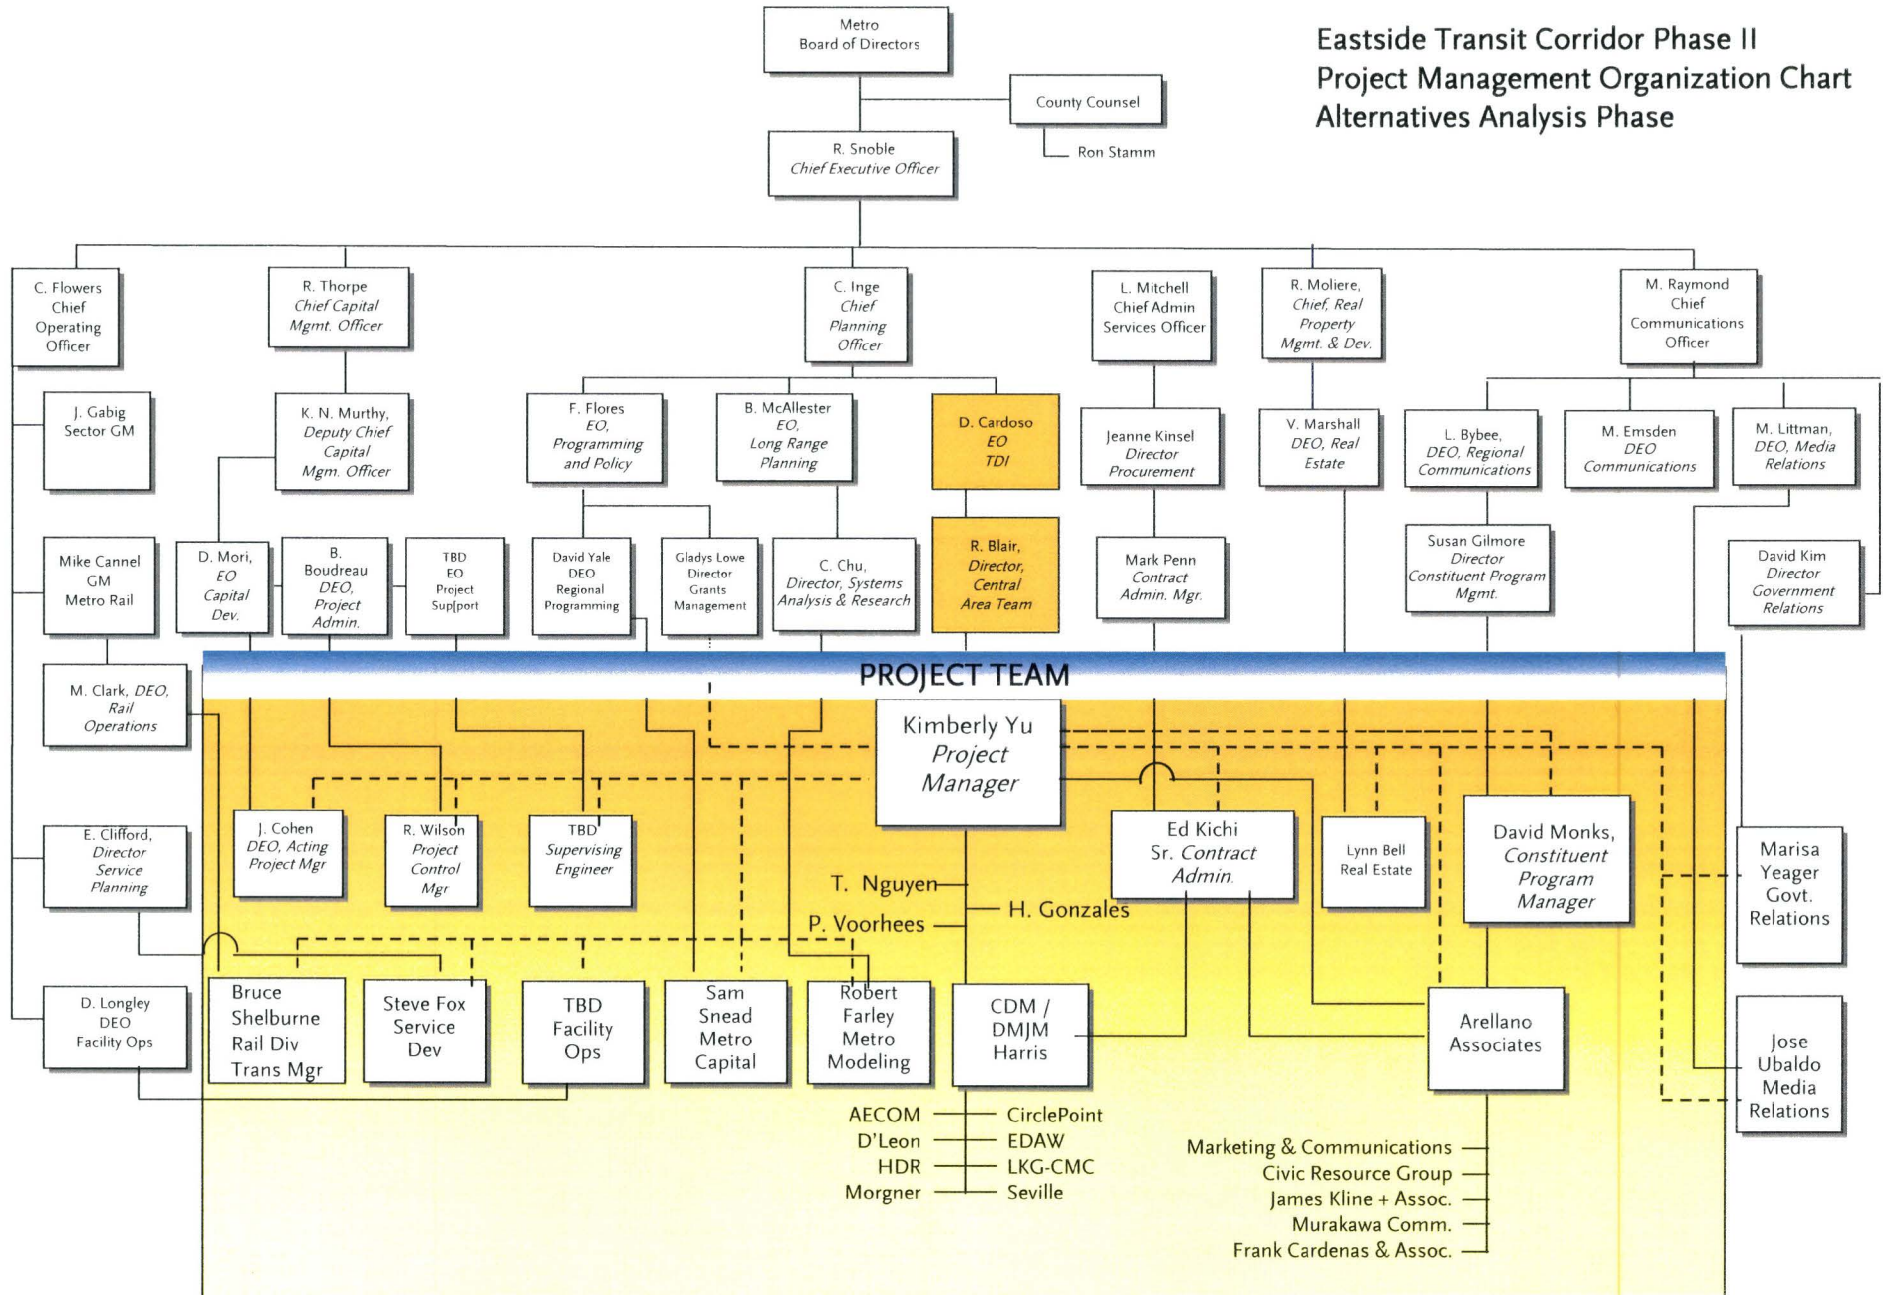 Eastside Transit Corridor Phase II
Project Management Organization Chart
Alternatives Analysis Phase
Metro
Board of Directors
County Counsel
Ron Stamm
R. Snoble
Chief Executive Officer
C. Flowers
Chief
Operating
Officer
R. Thorpe
Chief Capital
Mgmt. Officer
C. Inge
Chief
Planning
Officer
L. Mitchell
Chief Admin
Services Officer
R. Moliere,
Chief, Real
Property
Mgmt. & Dev.
M. Raymond
Chief
Communications
Officer
J. Gabig
Sector GM
K. N. Murthy,
Deputy Chief
Capital
Mgm. Officer
F. Flores
EO,
Programming
and Policy
B. McAllester
EO,
Long Range
Planning
D. Cardoso
EO
TDI
Jeanne Kinsel
Director
Procurement
V. Marshall
DEO, Real
Estate
L. Bybee,
DEO, Regional
Communications
M. Emsden
DEO
Communications
M. Littman,
DEO, Media
Relations
Mike Cannel
GM
Metro Rail
D. Mori,
EO
Capital
Dev.
B.
Boudreau
DEO,
Project
Admin.
TBD
EO
Project
Sup[port
David Yale
DEO
Regional
Programming
Gladys Lowe
Director
Grants
Management
C. Chu,
Director, Systems
Analysis & Research
R. Blair,
Director,
Central
Area Team
Mark Penn
Contract
Admin. Mgr.
Susan Gilmore
Director
Constituent Program
Mgmt.
David Kim
Director
Government
Relations
PROJECT TEAM
M. Clark, DEO,
Rail
Operations
Kimberly Yu
Project
Manager
E. Clifford,
Director
Service
Planning
J. Cohen
DEO, Acting
Project Mgr
R. Wilson
Project
Control
Mgr
TBD
Supervising
Engineer
Ed Kichi
Sr. Contract
Admin.
Lynn Bell
Real Estate
David Monks,
Constituent
Program
Manager
Marisa
Yeager
Govt.
Relations
T. Nguyen
H. Gonzales
P. Voorhees
D. Longley
DEO
Facility Ops
Bruce
Shelburne
Rail Div
Trans Mgr
Steve Fox
Service
Dev
TBD
Facility
Ops
Sam
Snead
Metro
Capital
Robert
Farley
Metro
Modeling
CDM /
DMJM
Harris
Arellano
Associates
Jose
Ubaldo
Media
Relations
AECOM
CirclePoint
D'Leon
EDAW
HDR
LKG-CMC
Morgner
Seville
Marketing & Communications
Civic Resource Group
James Kline + Assoc.
Murakawa Comm.
Frank Cardenas & Assoc.